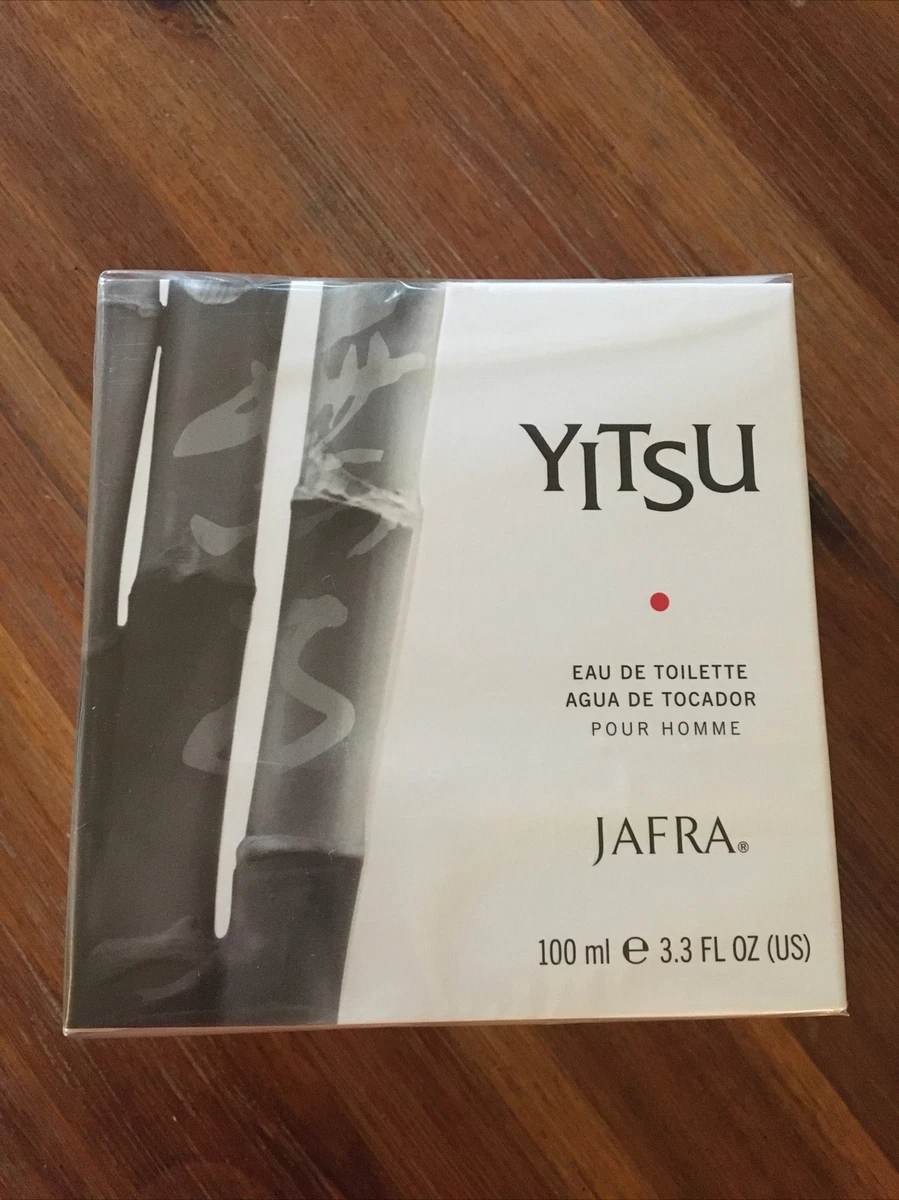 YITSU
EAU DE TOILETTE
AGUA DE TOCADOR
POUR HOMME
JAFRA®
100 ml ℮ 3.3 FL OZ (US)